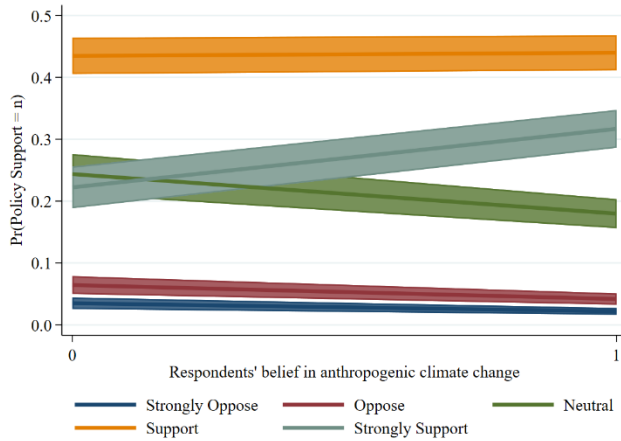 0.5
0.4
0.3
0.2
0.1
0.0
Pr(Policy Support = n)
0 1
Respondents' belief in anthropogenic climate change
Strongly Oppose Oppose Neutral
Support Strongly Support